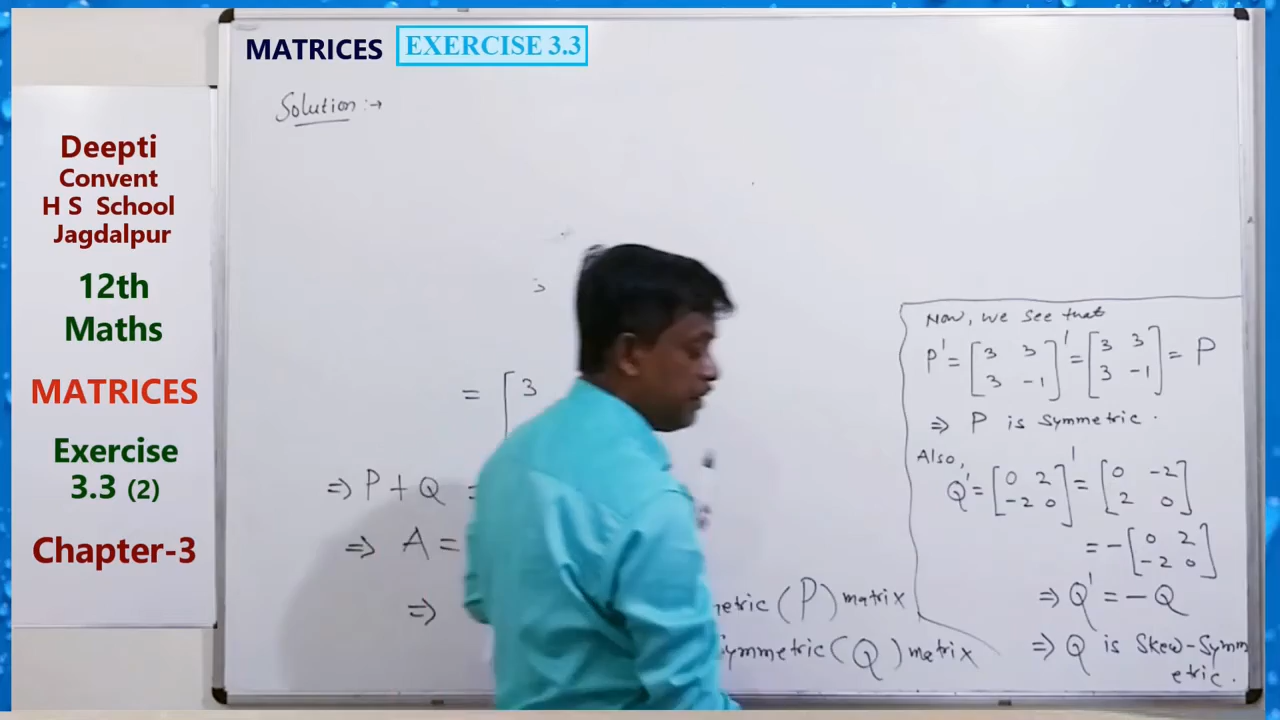 MATRICES EXERCISE 3.3
Deepti
Convent
H S School
Jagdalpur
12th
Maths
MATRICES
Exercise
3.3 (2)
Chapter-3
Solution :→
= [ 3
⇒ P + Q =
⇒ A =
⇒
metric (P) matrix
Symmetric (Q) matrix
Now, we see that
P' = [3 3
3 -1]' = [3 3
3 -1] = P
⇒ P is Symmetric.
Also,
Q' = [0 2
-2 0]' = [0 -2
2 0]
= - [0 2
-2 0]
⇒ Q' = - Q
⇒ Q is Skew-Symm
etric.